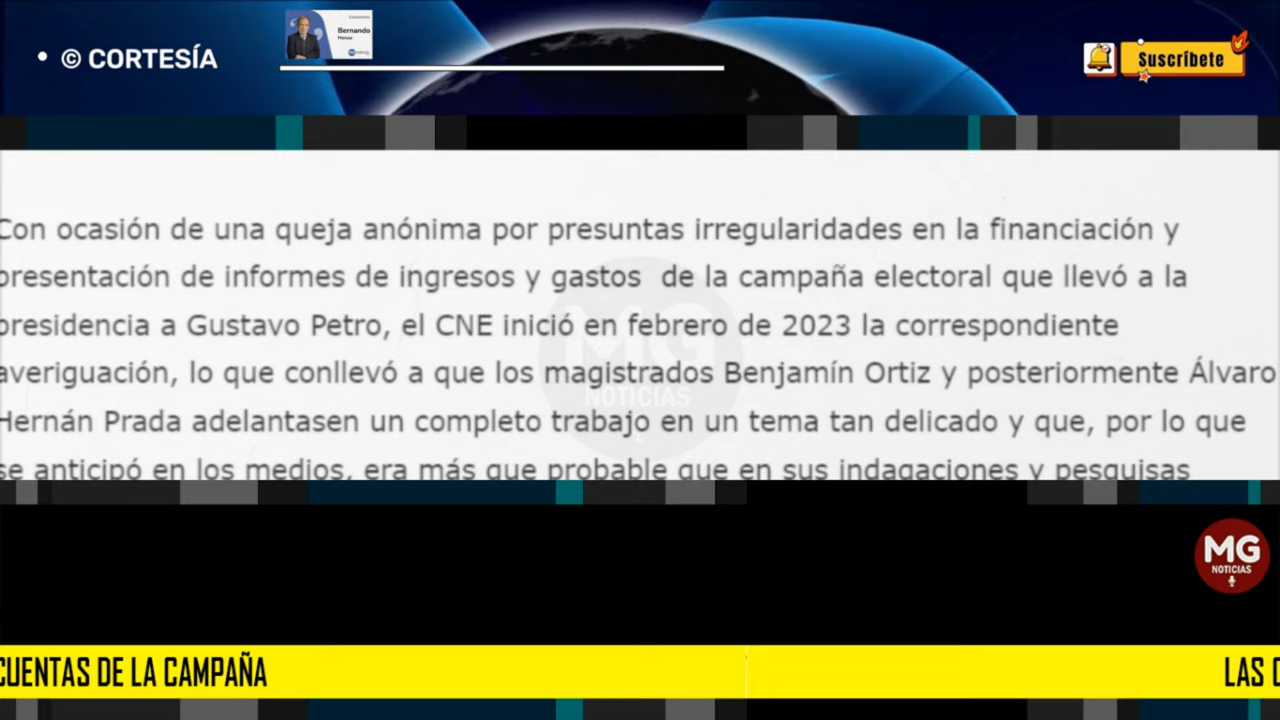 • © CORTESÍA
Columnista
Bernando
Henao
Suscríbete
Con ocasión de una queja anónima por presuntas irregularidades en la financiación y
presentación de informes de ingresos y gastos de la campaña electoral que llevó a la
presidencia a Gustavo Petro, el CNE inició en febrero de 2023 la correspondiente
averiguación, lo que conllevó a que los magistrados Benjamín Ortiz y posteriormente Álvaro
Hernán Prada adelantasen un completo trabajo en un tema tan delicado y que, por lo que
se anticipó en los medios, era más que probable que en sus indagaciones y pesquisas
MG
NOTICIAS
MG
NOTICIAS
CUENTAS DE LA CAMPAÑA
LAS C